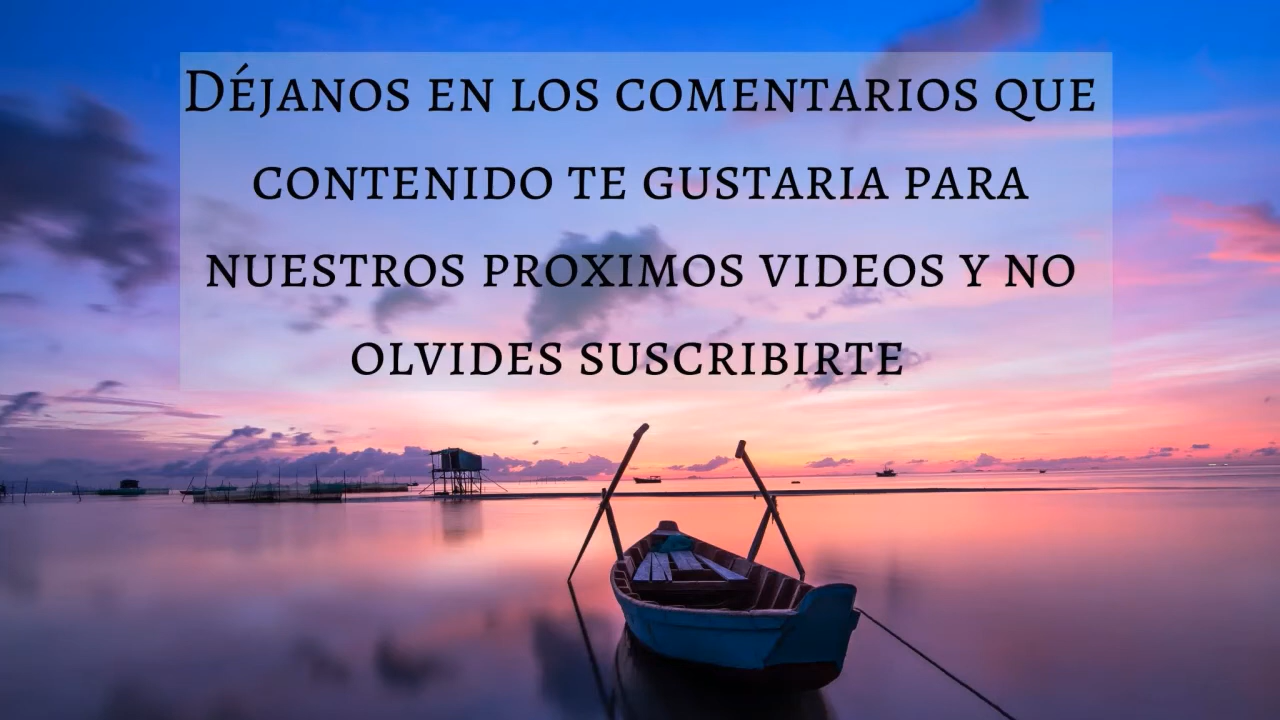 Déjanos en los comentarios que
contenido te gustaria para
nuestros proximos videos y no
olvides suscribirte